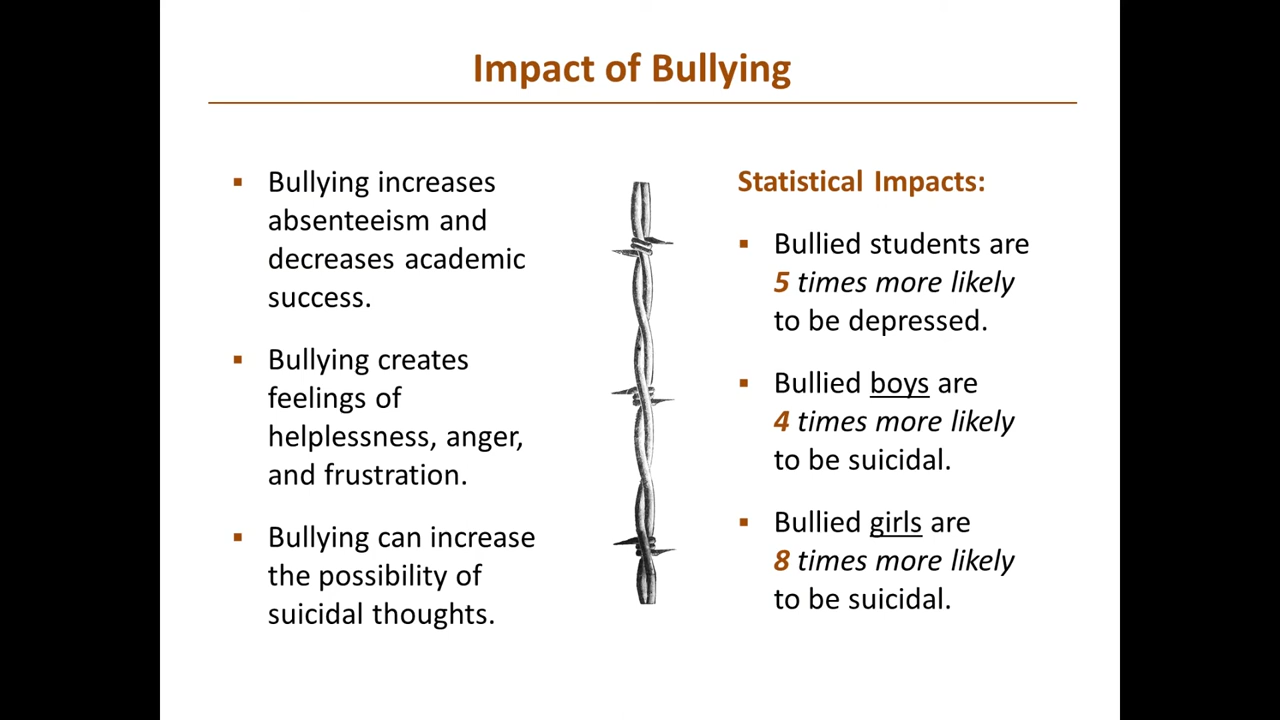 Impact of Bullying
▪ Bullying increases
absenteeism and
decreases academic
success.
▪ Bullying creates
feelings of
helplessness, anger,
and frustration.
▪ Bullying can increase
the possibility of
suicidal thoughts.
Statistical Impacts:
▪ Bullied students are
5 times more likely
to be depressed.
▪ Bullied boys are
4 times more likely
to be suicidal.
▪ Bullied girls are
8 times more likely
to be suicidal.